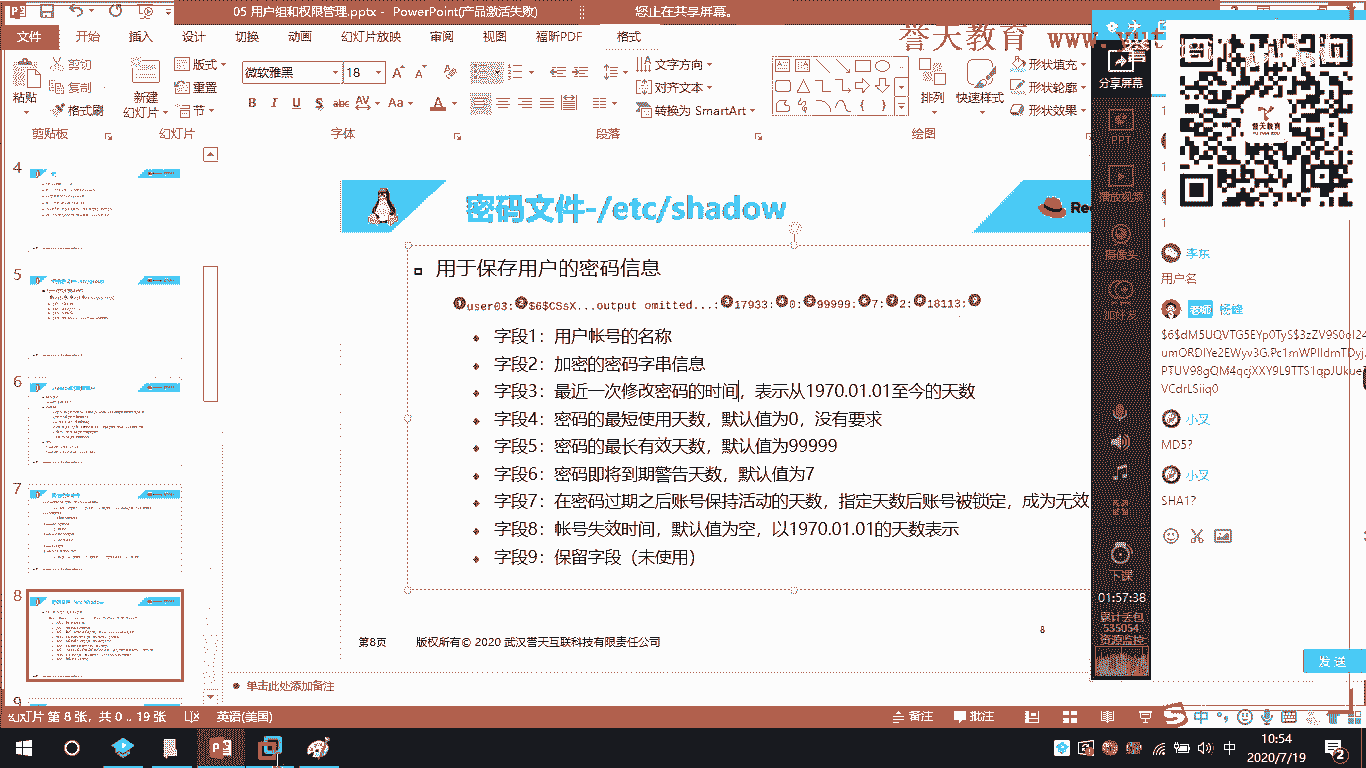 05 用户组和权限管理.pptx - PowerPoint(产品激活失败)
您正在共享屏幕。
文件 开始 插入 设计 切换 动画 幻灯片放映 审阅 视图 福昕PDF 格式
誉天教育
剪切
复制
格式刷
粘贴
新建
幻灯片
版式
重置
节
微软雅黑 18
文字方向
对齐文本
转换为 SmartArt
排列
快速样式
形状填充
形状轮廓
形状效果
剪贴板 幻灯片 字体 段落 绘图
分享屏幕
PPT
播放视频
摄像头
下课
01:57:38
累计丢包
535054
4
5
6
7
8
9
密码文件-/etc/shadow
用于保存用户的密码信息
①user03:②$6$CSsX...output omitted...:③17933:④0:⑤99999:⑥7:⑦2:⑧18113:⑨
字段1：用户帐号的名称
字段2：加密的密码字串信息
字段3：最近一次修改密码的时间，表示从1970.01.01至今的天数
字段4：密码的最短使用天数，默认值为0，没有要求
字段5：密码的最长有效天数，默认值为99999
字段6：密码即将到期警告天数，默认值为7
字段7：在密码过期之后账号保持活动的天数，指定天数后账号被锁定，成为无效
字段8：帐号失效时间，默认值为空，以1970.01.01的天数表示
字段9：保留字段（未使用）
第8页 版权所有© 2020 武汉誉天互联科技有限责任公司
8
单击此处添加备注
李东
用户名
老师 杨峰
小叉
MD5?
小叉
SHA1?
发 送
幻灯片 第 8 张，共 0 .. 19 张 英语(美国)
备注 批注
中
中
10:54
2020/7/19